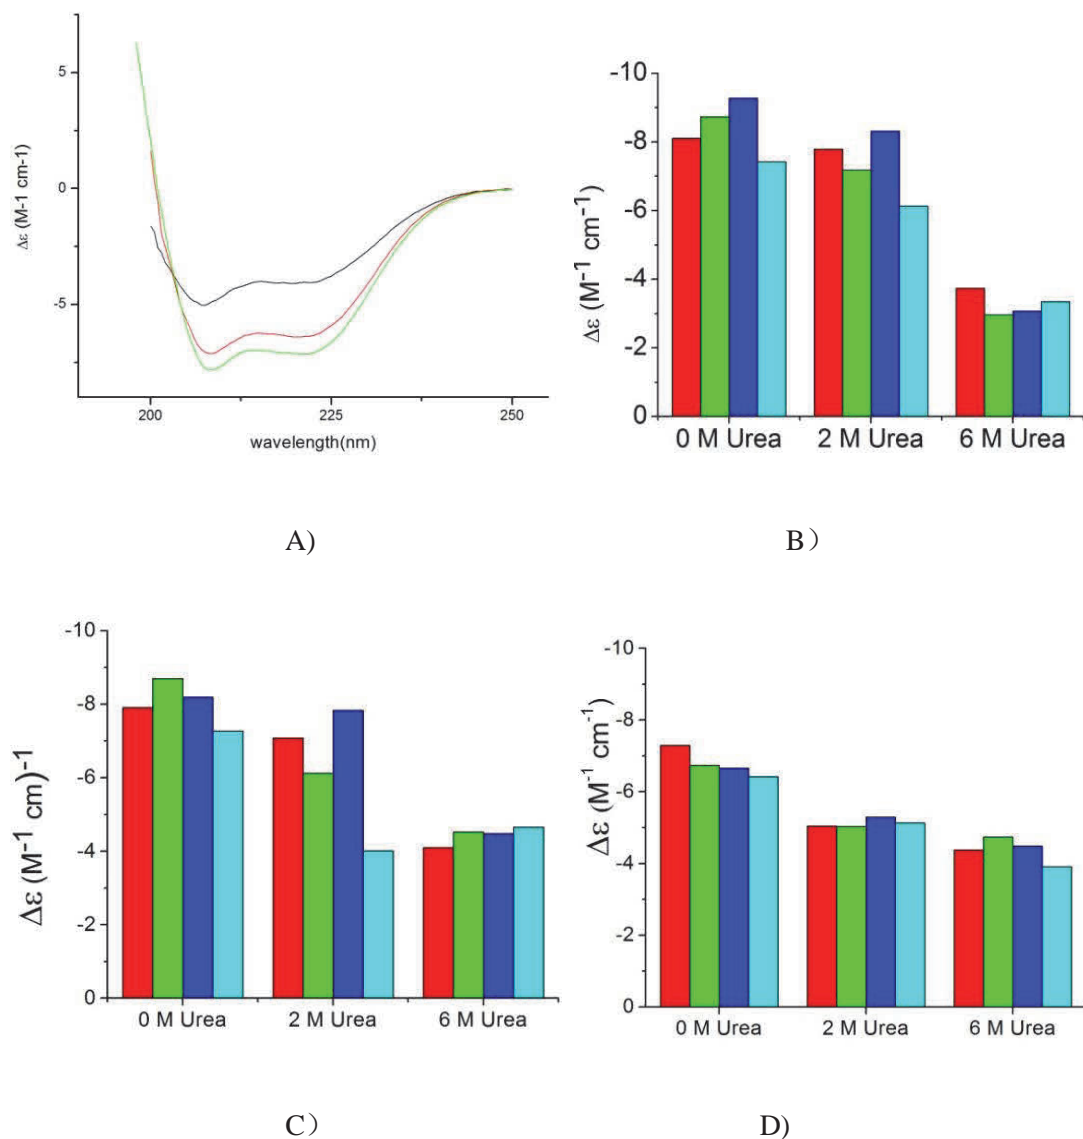 5
0
-5
Δε (M-1 cm-1)
200
225
250
wavelength(nm)
A)
-10
-8
-6
-4
-2
0
Δε (M⁻¹ cm⁻¹)
0 M Urea
2 M Urea
6 M Urea
B）
-10
-8
-6
-4
-2
0
Δε (M⁻¹ cm)⁻¹
0 M Urea
2 M Urea
6 M Urea
C）
-10
-8
-6
-4
-2
0
Δε (M⁻¹ cm⁻¹)
0 M Urea
2 M Urea
6 M Urea
D)